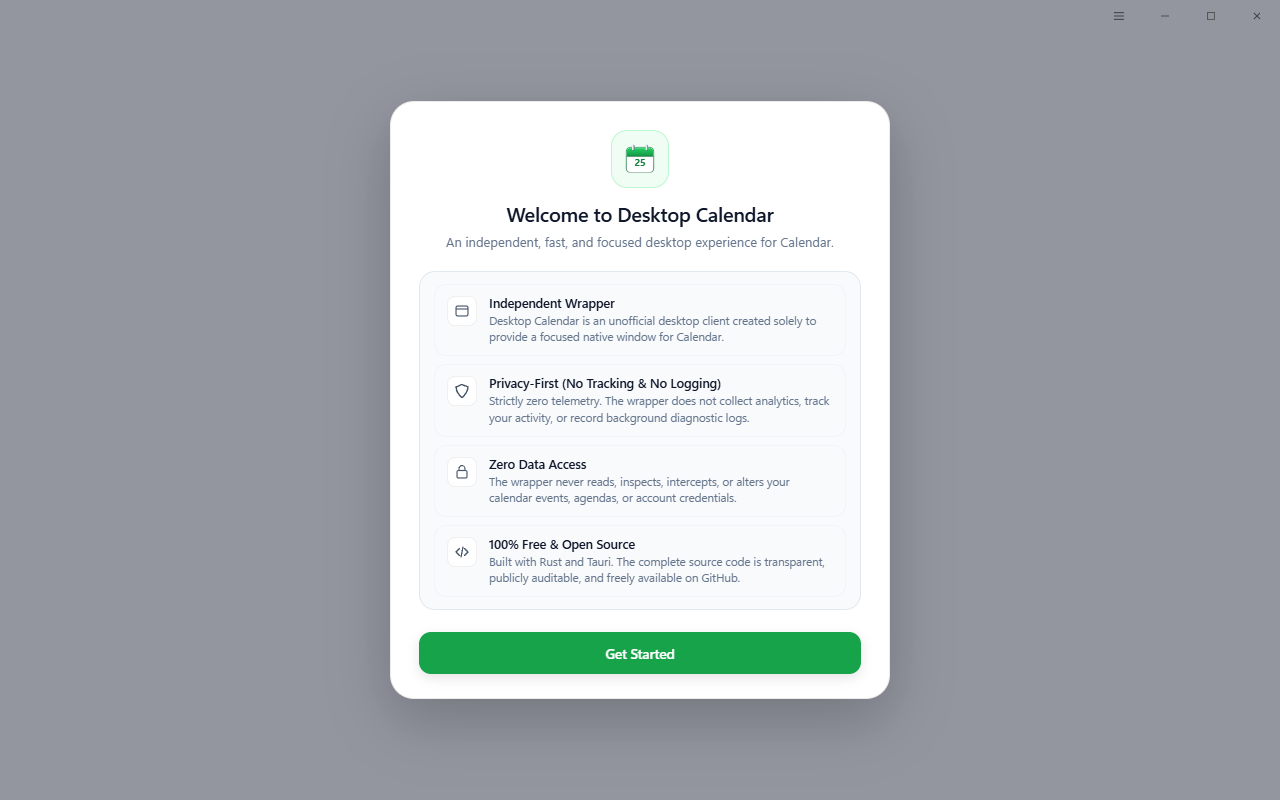 25
Welcome to Desktop Calendar
An independent, fast, and focused desktop experience for Calendar.
Independent Wrapper
Desktop Calendar is an unofficial desktop client created solely to
provide a focused native window for Calendar.
Privacy-First (No Tracking & No Logging)
Strictly zero telemetry. The wrapper does not collect analytics, track
your activity, or record background diagnostic logs.
Zero Data Access
The wrapper never reads, inspects, intercepts, or alters your
calendar events, agendas, or account credentials.
100% Free & Open Source
Built with Rust and Tauri. The complete source code is transparent,
publicly auditable, and freely available on GitHub.
Get Started